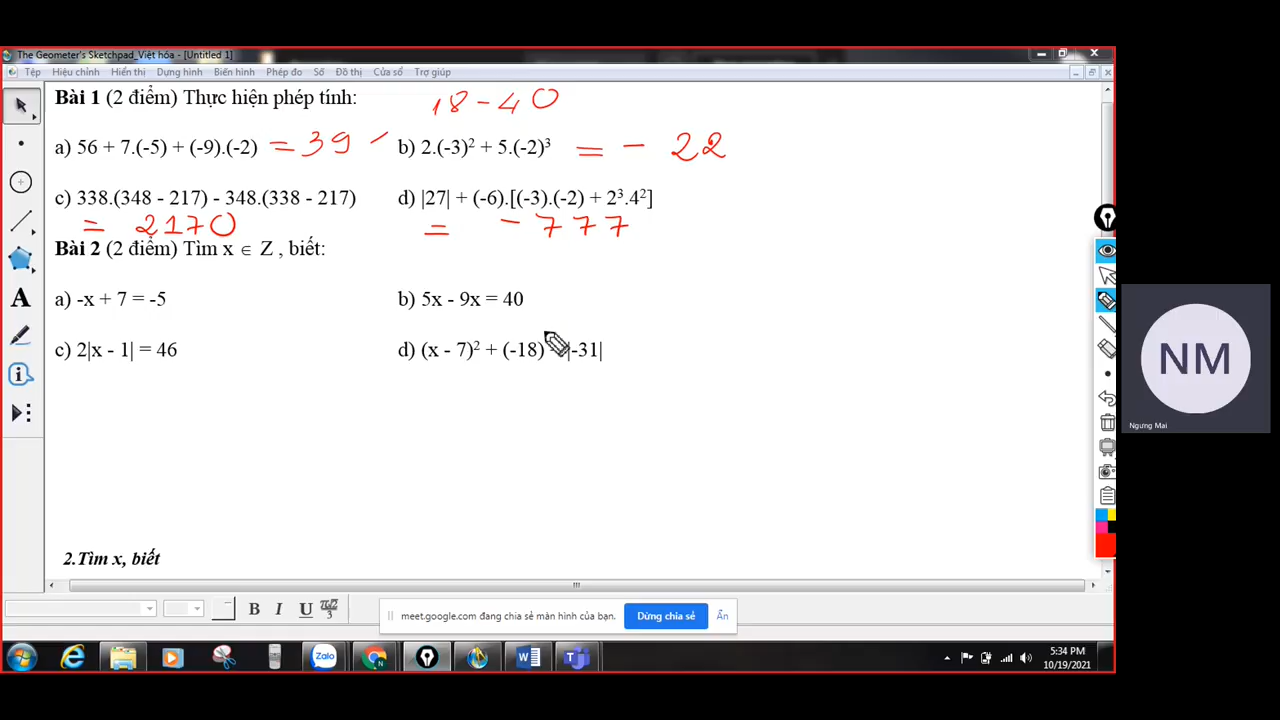 The Geometer's Sketchpad_Việt hóa - [Untitled 1]
Tệp Hiệu chỉnh Hiển thị Dựng hình Biến hình Phép đo Số Đồ thị Cửa sổ Trợ giúp
Bài 1 (2 điểm) Thực hiện phép tính:
18 - 40
a) 56 + 7.(-5) + (-9).(-2) = 39
b) 2.(-3)² + 5.(-2)³ = - 22
c) 338.(348 - 217) - 348.(338 - 217)
d) |27| + (-6).[(-3).(-2) + 2³.4²]
= 2170
= - 777
Bài 2 (2 điểm) Tìm x ∈ Z , biết:
a) -x + 7 = -5
b) 5x - 9x = 40
c) 2|x - 1| = 46
d) (x - 7)² + (-18) |-31|
NM
Ngưng Mai
2.Tìm x, biết
B I U
meet.google.com đang chia sẻ màn hình của bạn. Dừng chia sẻ Ẩn
Zalo
5:34 PM
10/19/2021